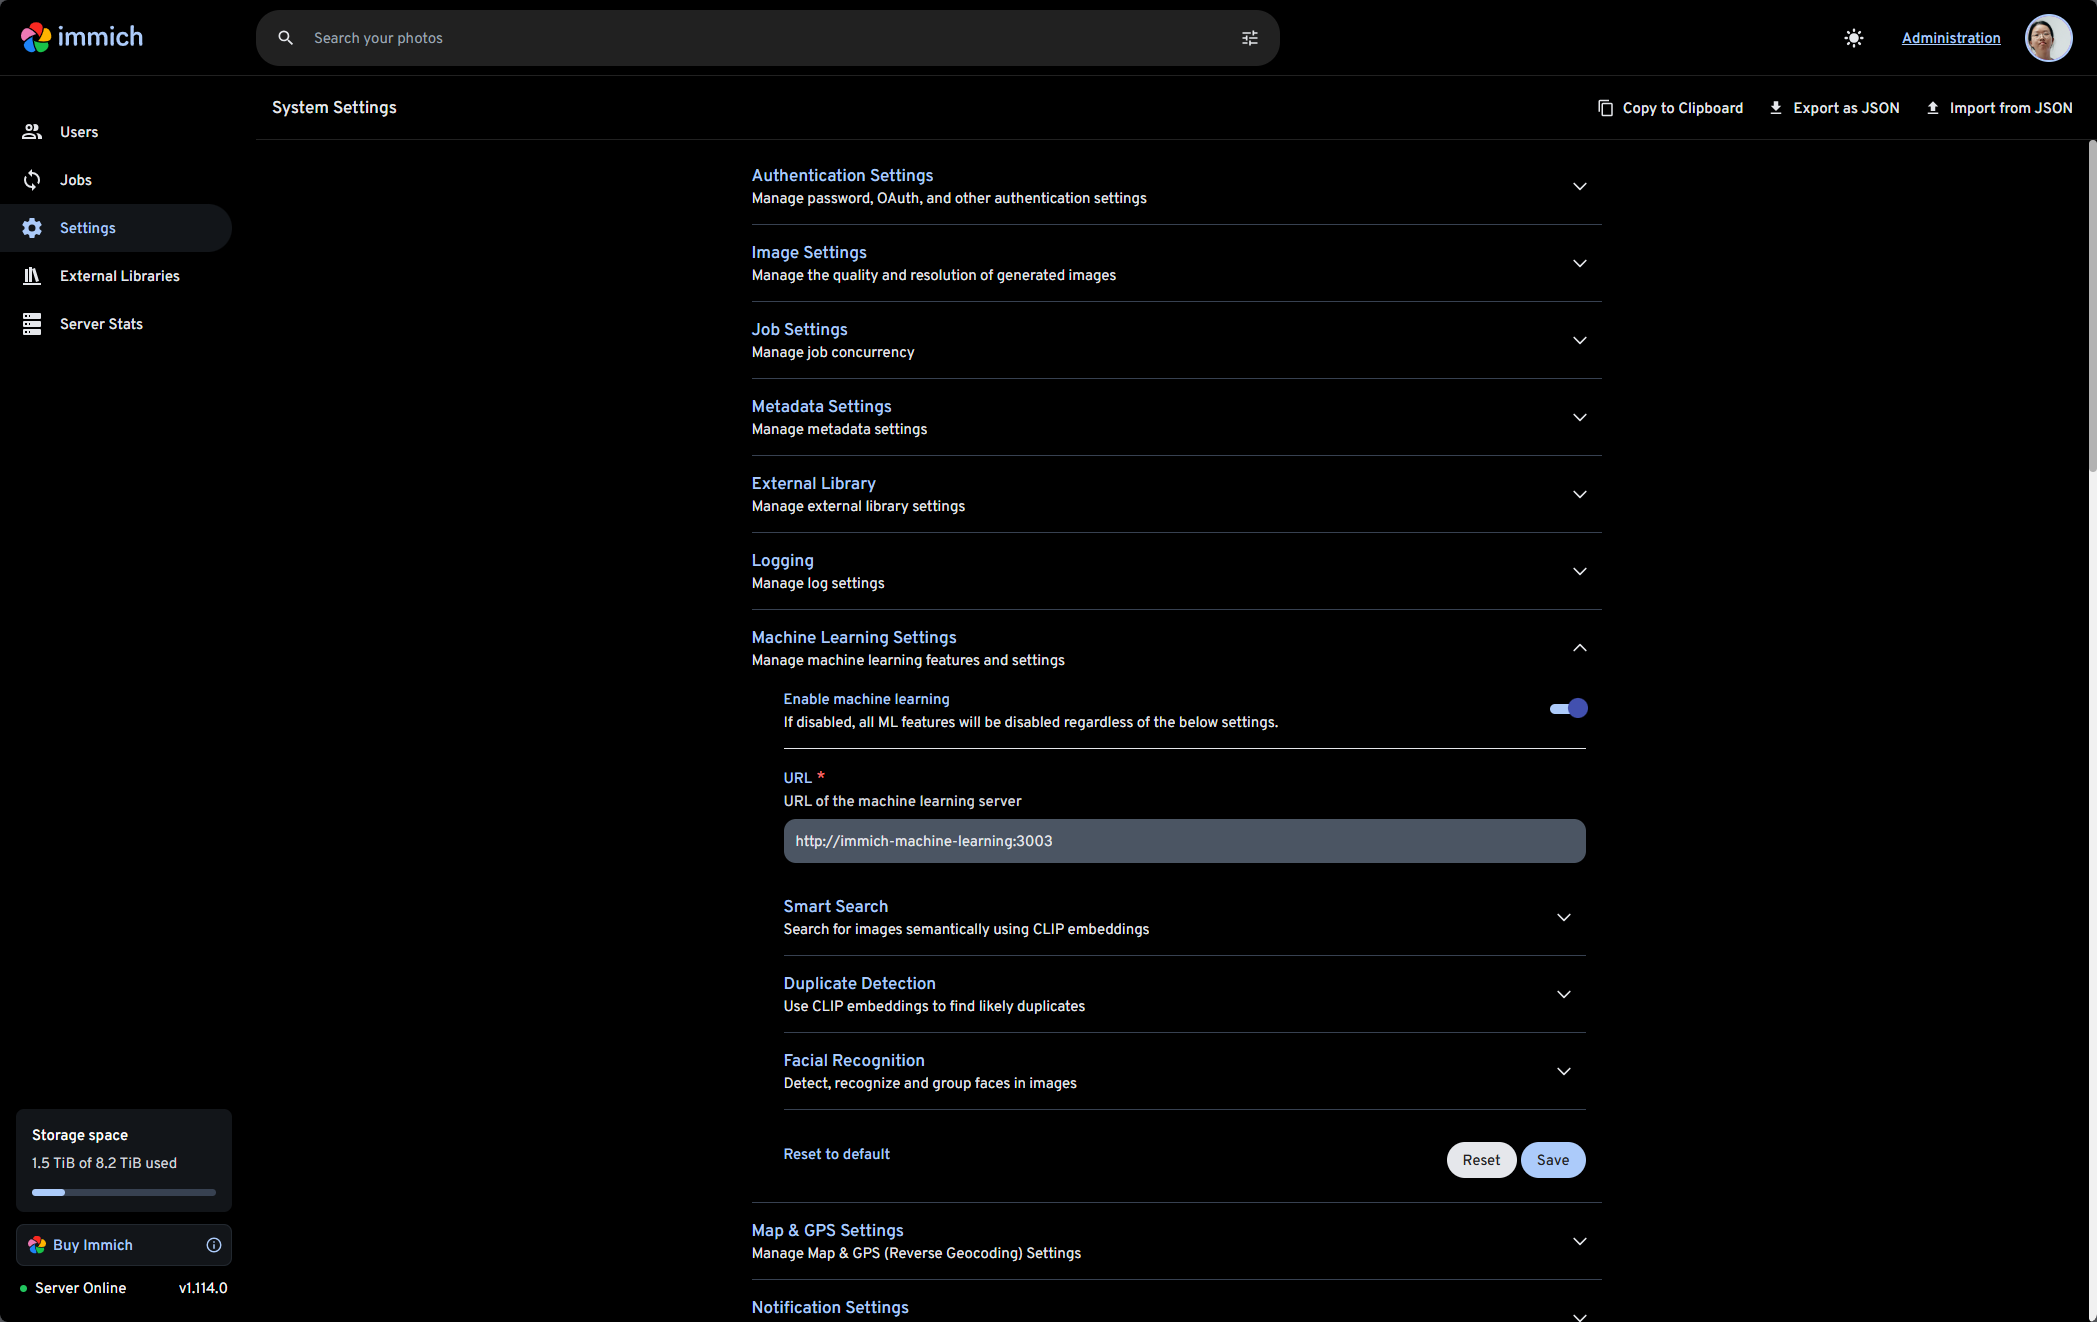 immich
Search your photos
Administration
Users
Jobs
Settings
External Libraries
Server Stats
Storage space
1.5 TiB of 8.2 TiB used
Buy Immich
Server Online v1.114.0
System Settings
Copy to Clipboard
Export as JSON
Import from JSON
Authentication Settings
Manage password, OAuth, and other authentication settings
Image Settings
Manage the quality and resolution of generated images
Job Settings
Manage job concurrency
Metadata Settings
Manage metadata settings
External Library
Manage external library settings
Logging
Manage log settings
Machine Learning Settings
Manage machine learning features and settings
Enable machine learning
If disabled, all ML features will be disabled regardless of the below settings.
URL *
URL of the machine learning server
http://immich-machine-learning:3003
Smart Search
Search for images semantically using CLIP embeddings
Duplicate Detection
Use CLIP embeddings to find likely duplicates
Facial Recognition
Detect, recognize and group faces in images
Reset to default
Reset
Save
Map & GPS Settings
Manage Map & GPS (Reverse Geocoding) Settings
Notification Settings